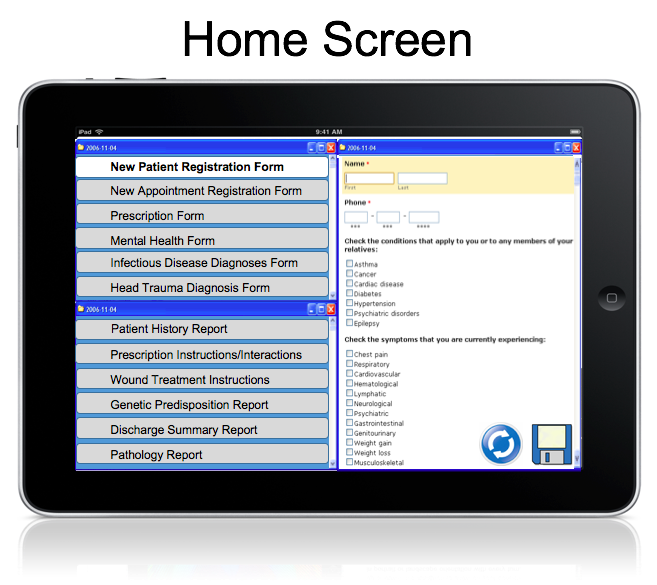 Home Screen
iPad
9:41 AM
2006-11-04
New Patient Registration Form
New Appointment Registration Form
Prescription Form
Mental Health Form
Infectious Disease Diagnoses Form
Head Trauma Diagnosis Form
2006-11-04
Patient History Report
Prescription Instructions/Interactions
Wound Treatment Instructions
Genetic Predisposition Report
Discharge Summary Report
Pathology Report
2006-11-04
Name *
First Last
Phone *
- -
### ### ####
Check the conditions that apply to you or to any members of your
relatives:
Asthma
Cancer
Cardiac disease
Diabetes
Hypertension
Psychiatric disorders
Epilepsy
Check the symptoms that you are currently experiencing:
Chest pain
Respiratory
Cardiovascular
Hematological
Lymphatic
Neurological
Psychiatric
Gastrointestinal
Genitourinary
Weight gain
Weight loss
Musculoskeletal